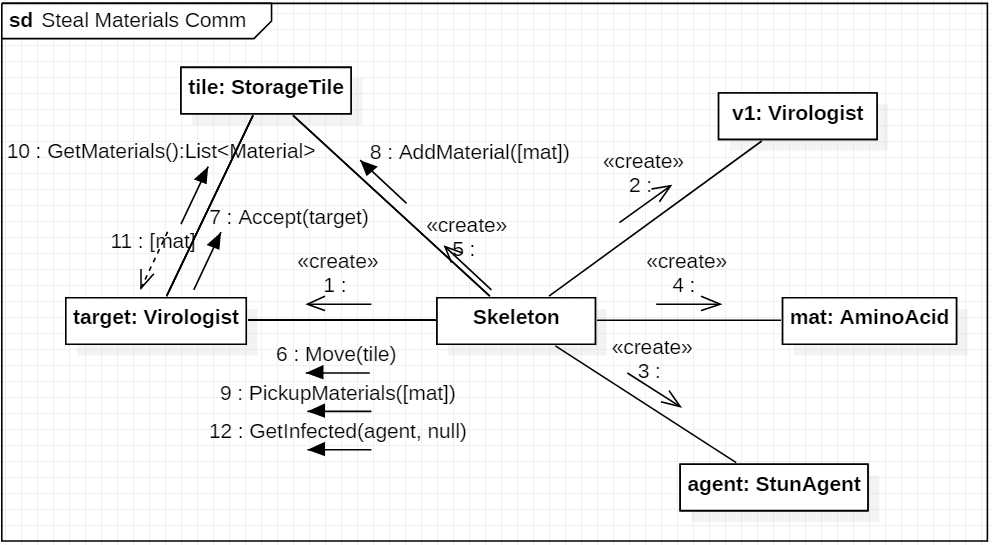 sd Steal Materials Comm
tile: StorageTile
v1: Virologist
10 : GetMaterials():List<Material>
8 : AddMaterial([mat])
«create»
2 :
7 : Accept(target)
«create»
5 :
11 : [mat]
«create»
1 :
«create»
4 :
target: Virologist
Skeleton
mat: AminoAcid
6 : Move(tile)
«create»
3 :
9 : PickupMaterials([mat])
12 : GetInfected(agent, null)
agent: StunAgent